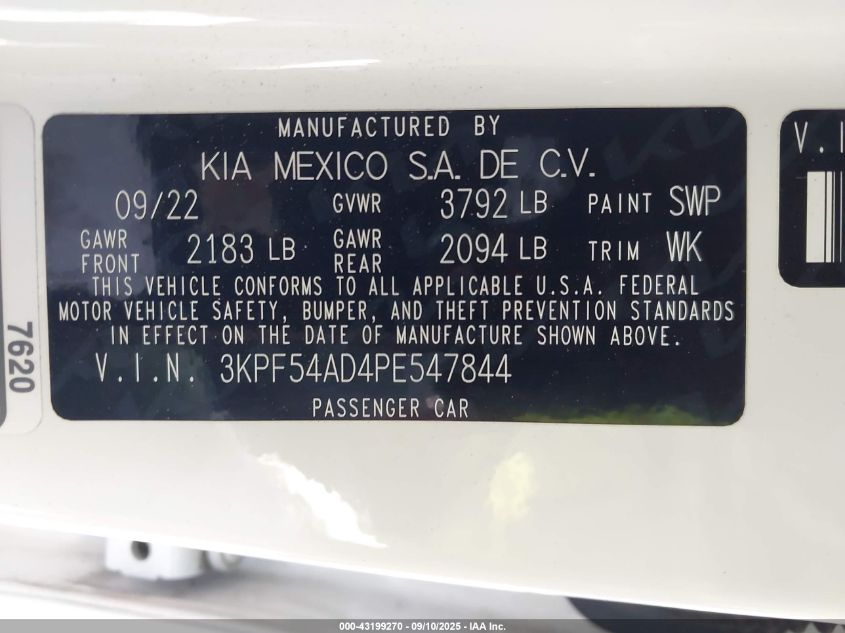 MANUFACTURED BY
KIA MEXICO S.A. DE C.V.
09/22 GVWR 3792 LB PAINT SWP
GAWR FRONT 2183 LB GAWR REAR 2094 LB TRIM WK
THIS VEHICLE CONFORMS TO ALL APPLICABLE U.S.A. FEDERAL
MOTOR VEHICLE SAFETY, BUMPER, AND THEFT PREVENTION STANDARDS
IN EFFECT ON THE DATE OF MANUFACTURE SHOWN ABOVE.
V.I.N. 3KPF54AD4PE547844
PASSENGER CAR
7620
V.I
000-43199270 - 09/10/2025 - IAA Inc.